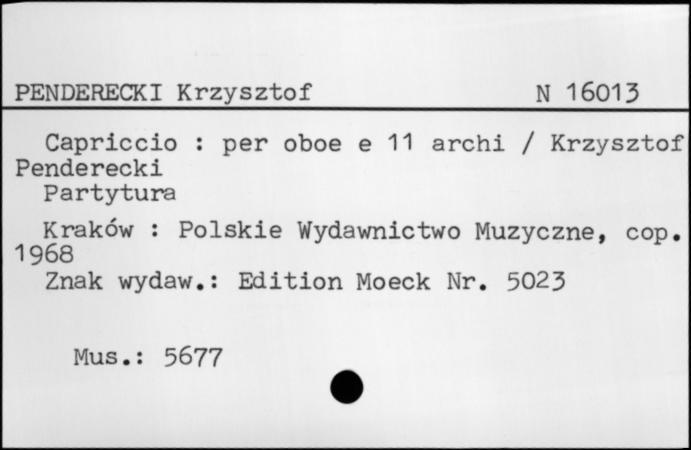 PENDERECKI Krzysztof N 16013
Capriccio : per oboe e 11 archi / Krzysztof
Penderecki
Partytura
Kraków : Polskie Wydawnictwo Muzyczne, cop.
1968
Znak wydaw.: Edition Moeck Nr. 5023
Mus.: 5677